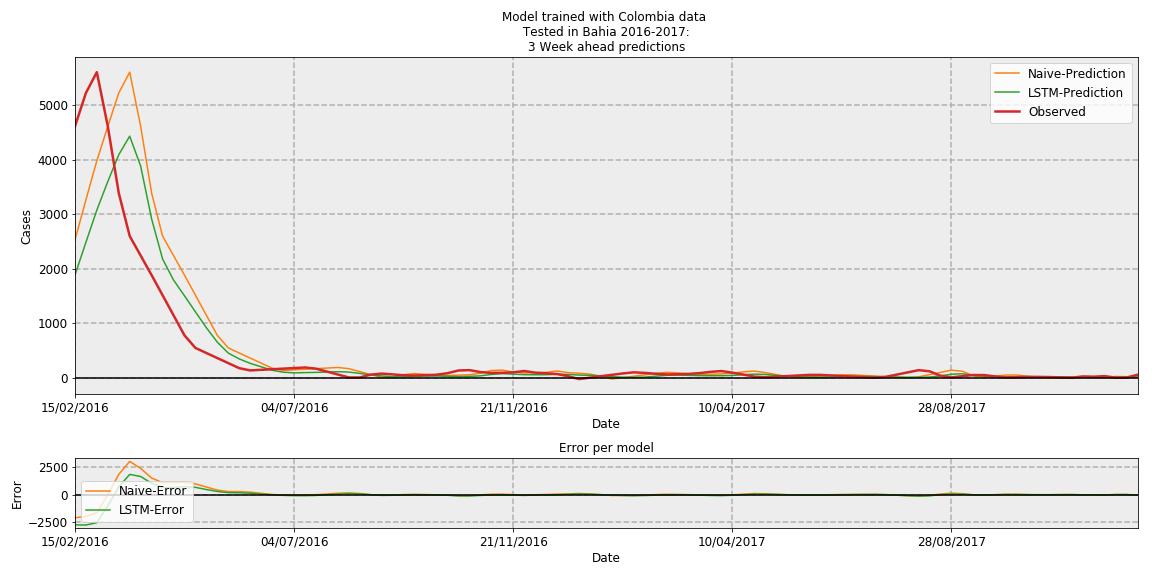 Model trained with Colombia data
Tested in Bahia 2016-2017:
3 Week ahead predictions
Naive-Prediction
LSTM-Prediction
Observed
Cases
5000
4000
3000
2000
1000
0
15/02/2016
04/07/2016
21/11/2016
10/04/2017
28/08/2017
Date
Error per model
Error
2500
0
−2500
Naive-Error
LSTM-Error
15/02/2016
04/07/2016
21/11/2016
10/04/2017
28/08/2017
Date